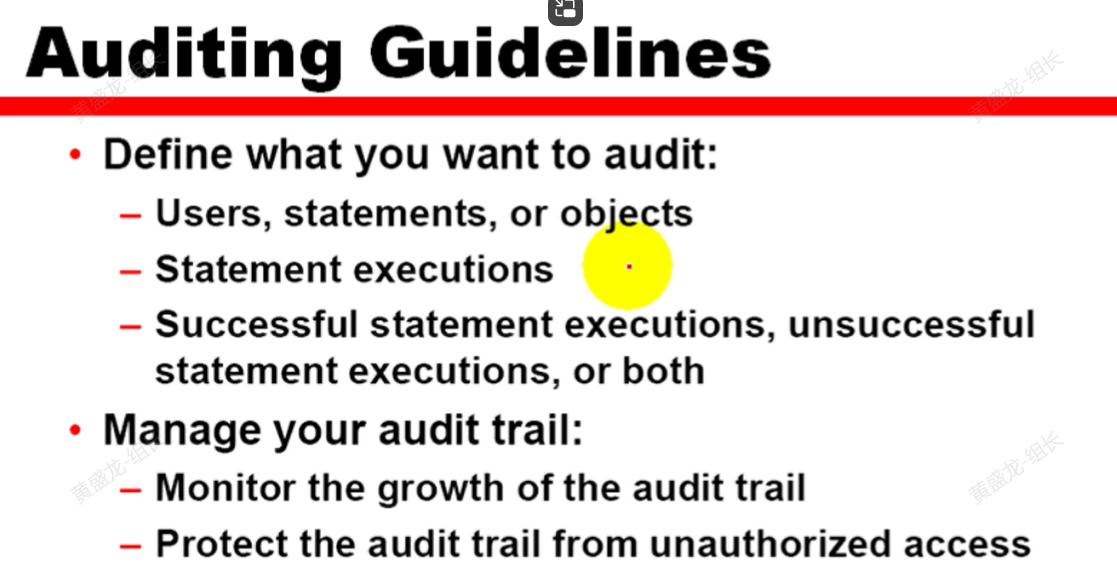 Auditing Guidelines
黄盛龙-组长
黄盛龙-组长
• Define what you want to audit:
– Users, statements, or objects
– Statement executions
– Successful statement executions, unsuccessful
statement executions, or both
• Manage your audit trail:
黄盛龙-组长
黄盛龙-组长
– Monitor the growth of the audit trail
– Protect the audit trail from unauthorized access